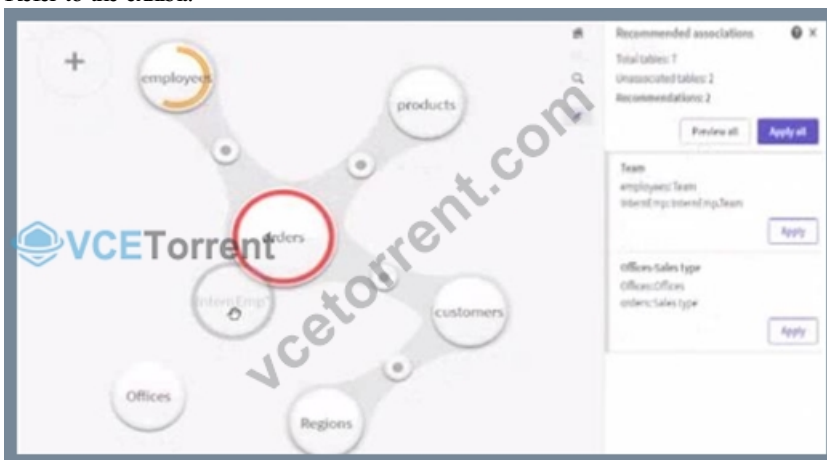 Recommended associations
Total tables: 7
Unassociated tables: 2
Recommendations: 2
Preview all
Apply all
Team
employees: Team
Apply
Offices-Sales type
Offices: Offices
orders: Sales type
Apply
employees
products
orders
customers
Offices
Regions
VCETorrent
vcetorrent.com